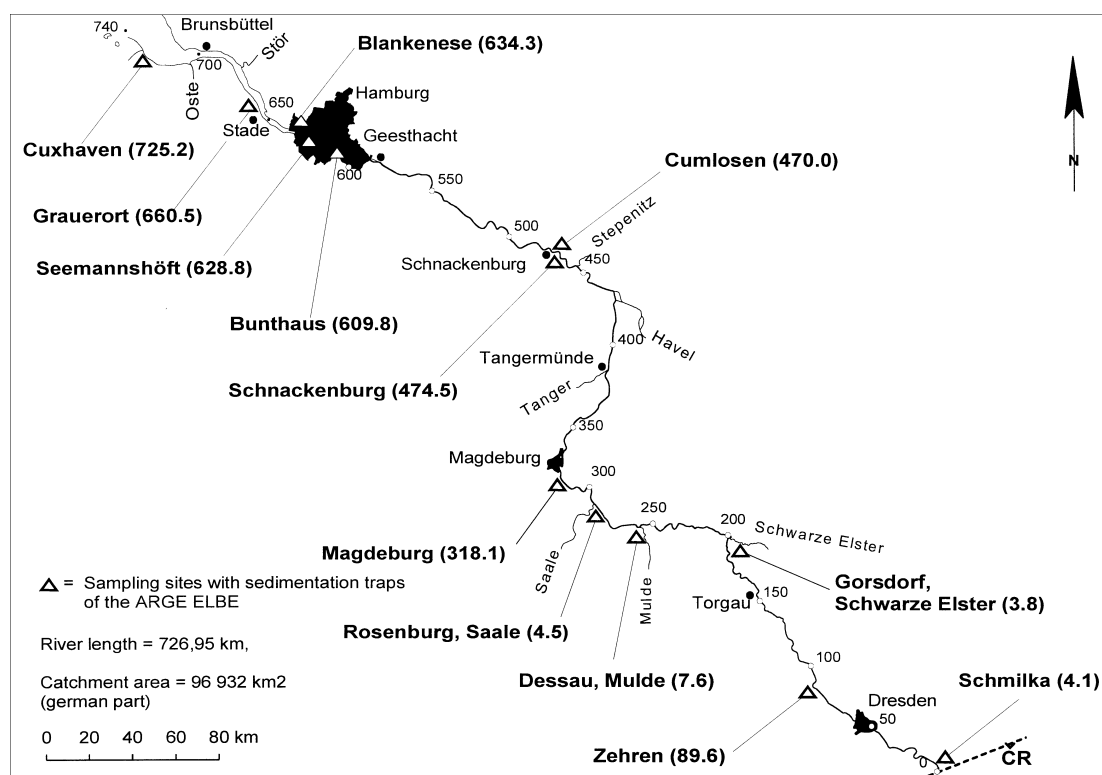 740
Brunsbüttel
Stör
Blankenese (634.3)
700
Oste
650
Hamburg
Stade
Geesthacht
Cuxhaven (725.2)
600
550
Cumlosen (470.0)
N
Grauerort (660.5)
500
Stepenitz
Seemannshöft (628.8)
Schnackenburg
450
Bunthaus (609.8)
Havel
400
Tangermünde
Schnackenburg (474.5)
Tanger
350
Magdeburg
300
250
200
Schwarze Elster
Magdeburg (318.1)
Saale
Mulde
Gorsdorf,
Schwarze Elster (3.8)
= Sampling sites with sedimentation traps
of the ARGE ELBE
Torgau
150
Rosenburg, Saale (4.5)
River length = 726,95 km,
100
Dessau, Mulde (7.6)
Schmilka (4.1)
Catchment area = 96 932 km2
(german part)
Dresden
50
0 20 40 60 80 km
Zehren (89.6)
ČR